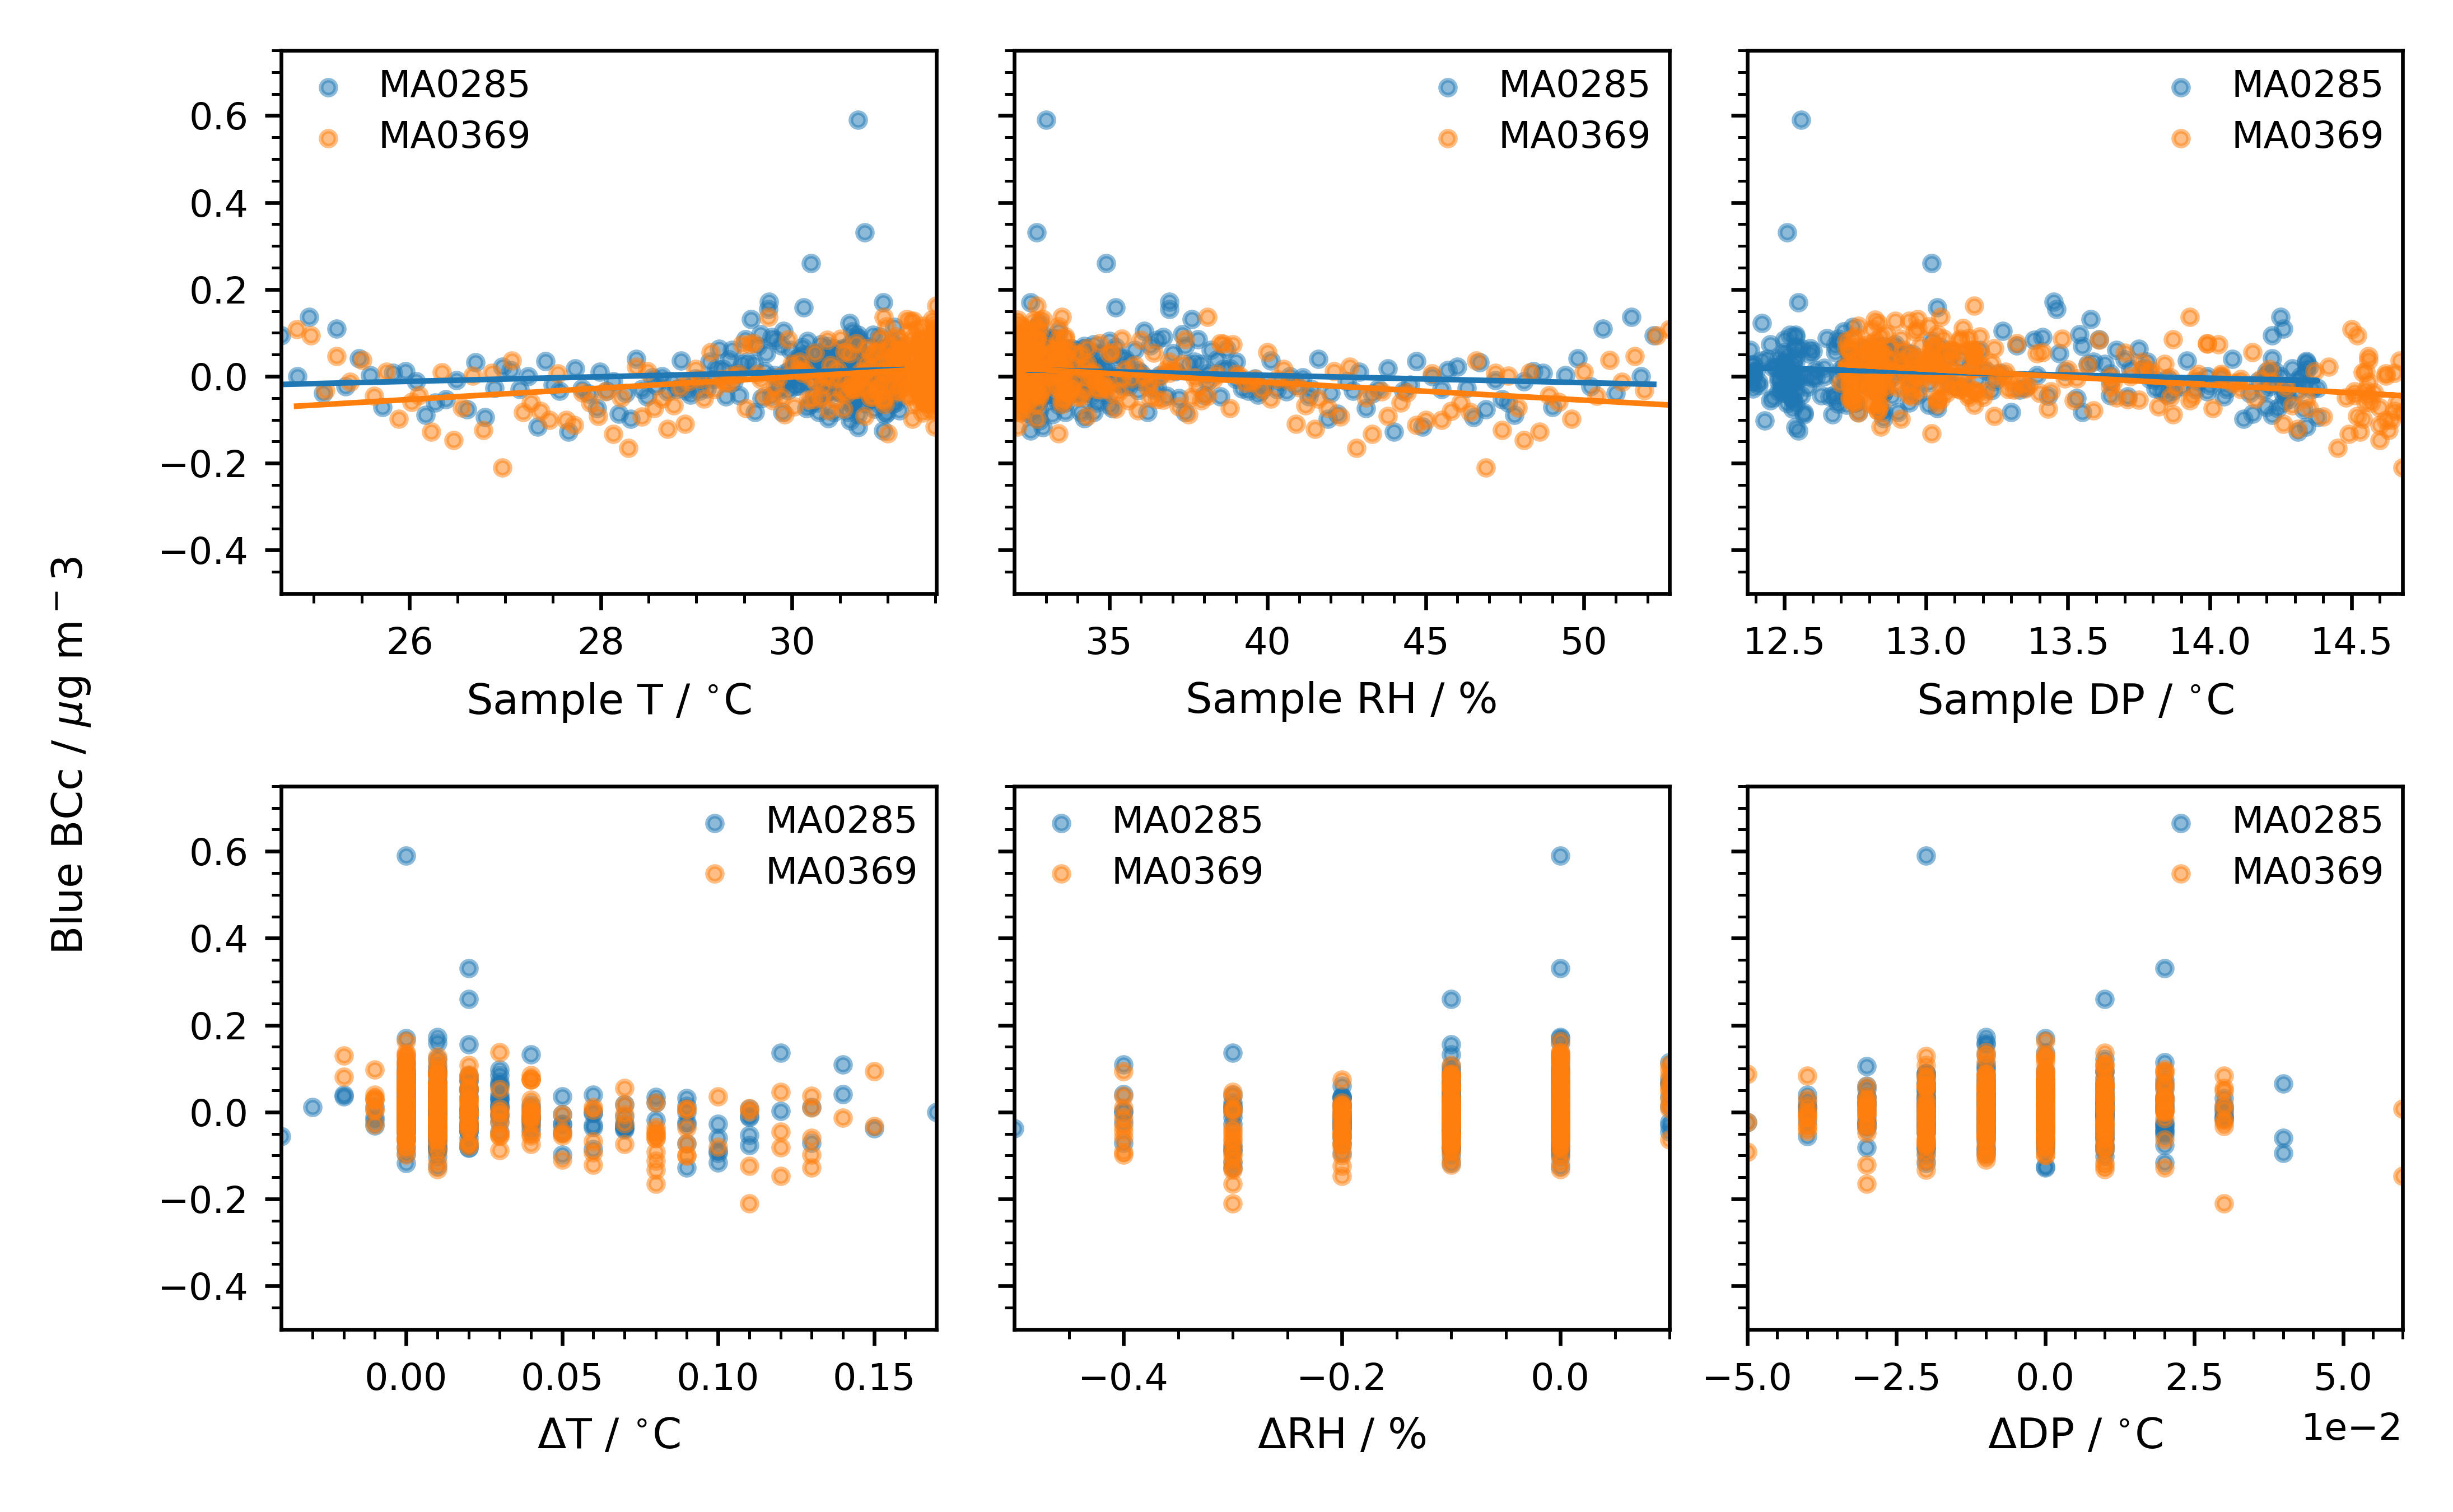 Blue BCc / μg m−3
MA0285
MA0369
0.6
0.4
0.2
0.0
−0.2
−0.4
26 28 30
Sample T / °C
MA0285
MA0369
35 40 45 50
Sample RH / %
MA0285
MA0369
12.5 13.0 13.5 14.0 14.5
Sample DP / °C
MA0285
MA0369
0.6
0.4
0.2
0.0
−0.2
−0.4
0.00 0.05 0.10 0.15
ΔT / °C
MA0285
MA0369
−0.4 −0.2 0.0
ΔRH / %
MA0285
MA0369
−5.0 −2.5 0.0 2.5 5.0
1e−2
ΔDP / °C